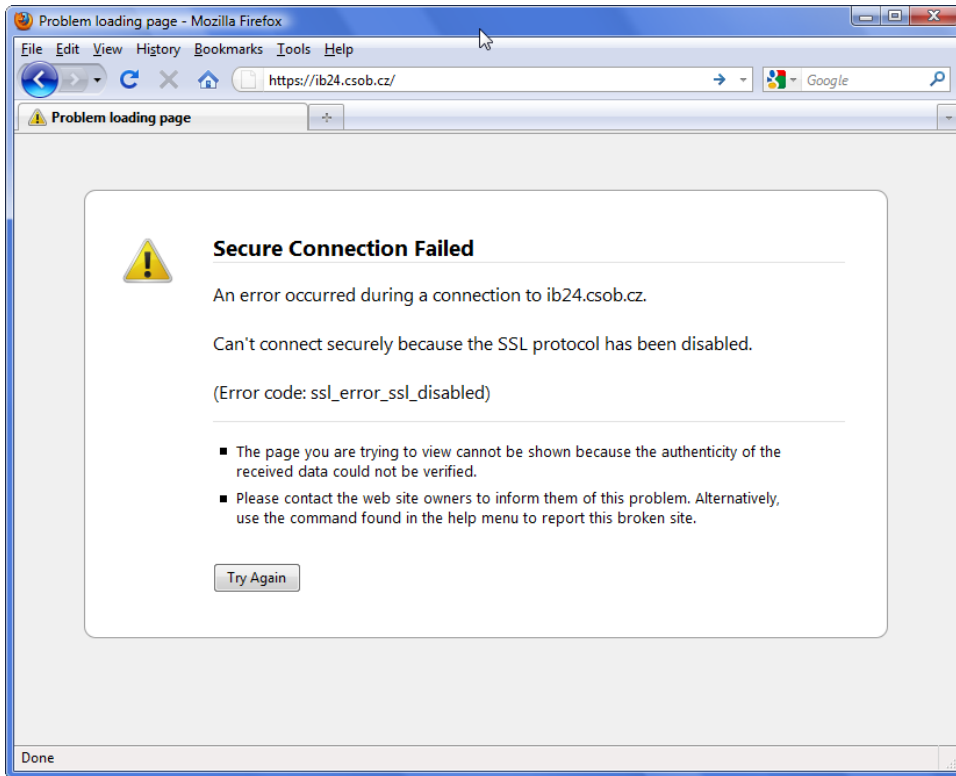 Problem loading page - Mozilla Firefox
File Edit View History Bookmarks Tools Help
https://ib24.csob.cz/ Google
Problem loading page
Secure Connection Failed
An error occurred during a connection to ib24.csob.cz.
Can't connect securely because the SSL protocol has been disabled.
(Error code: ssl_error_ssl_disabled)
The page you are trying to view cannot be shown because the authenticity of the
received data could not be verified.
Please contact the web site owners to inform them of this problem. Alternatively,
use the command found in the help menu to report this broken site.
Try Again
Done